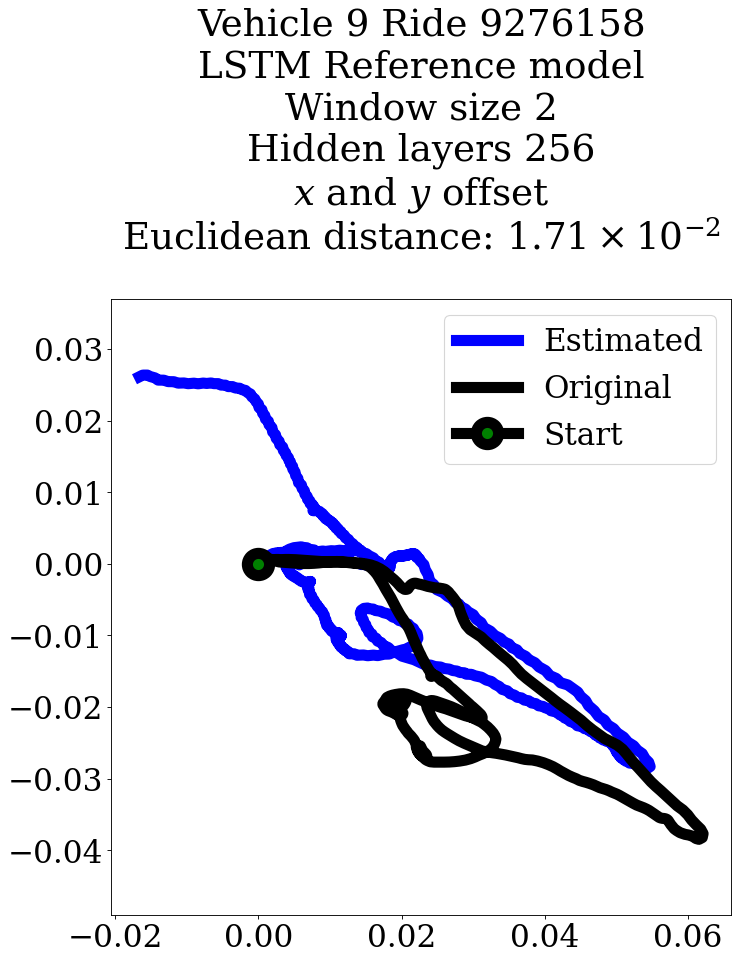 Vehicle 9 Ride 9276158
LSTM Reference model
Window size 2
Hidden layers 256
x and y offset
Euclidean distance: 1.71 × 10⁻²
Estimated
Original
Start
0.03
0.02
0.01
0.00
−0.01
−0.02
−0.03
−0.04
−0.02 0.00 0.02 0.04 0.06